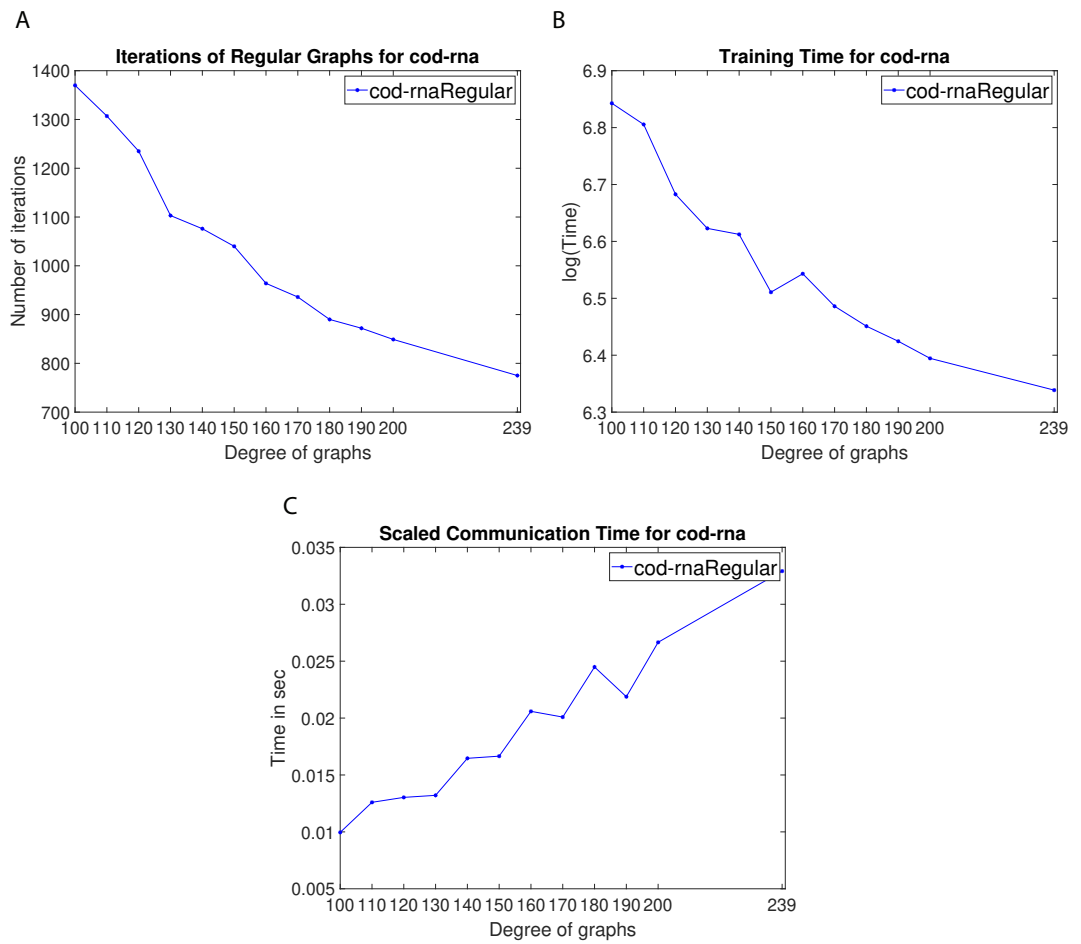 A
Iterations of Regular Graphs for cod-rna
1400
1300
1200
1100
1000
900
800
700
Number of iterations
cod-rnaRegular
100 110 120 130 140 150 160 170 180 190 200 239
Degree of graphs
B
Training Time for cod-rna
6.9
6.8
6.7
6.6
6.5
6.4
6.3
log(Time)
cod-rnaRegular
100 110 120 130 140 150 160 170 180 190 200 239
Degree of graphs
C
Scaled Communication Time for cod-rna
0.035
0.03
0.025
0.02
0.015
0.01
0.005
Time in sec
cod-rnaRegular
100 110 120 130 140 150 160 170 180 190 200 239
Degree of graphs